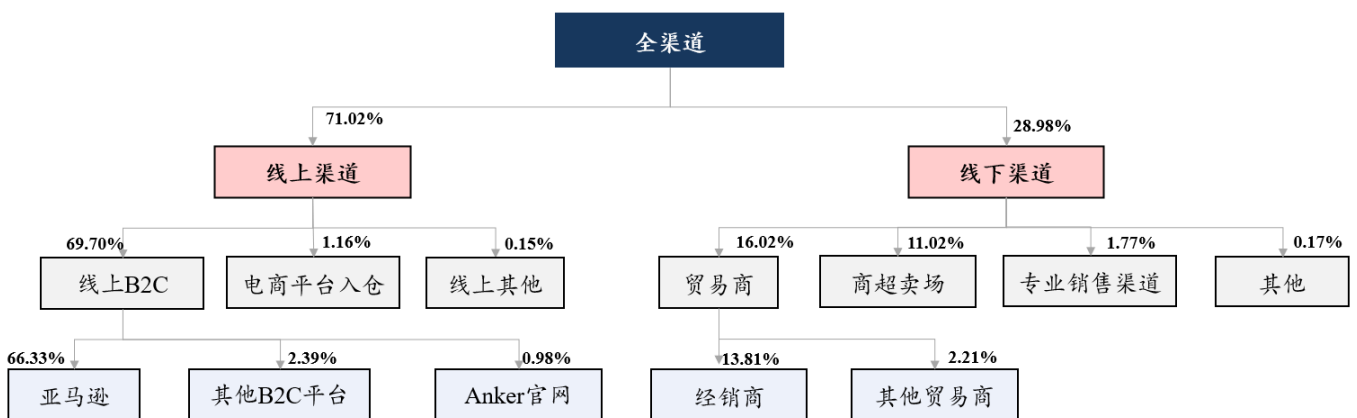 全渠道
71.02%
28.98%
线上渠道
线下渠道
69.70%
1.16%
0.15%
16.02%
11.02%
1.77%
0.17%
线上B2C
电商平台入仓
线上其他
贸易商
商超卖场
专业销售渠道
其他
66.33%
2.39%
0.98%
13.81%
2.21%
亚马逊
其他B2C平台
Anker官网
经销商
其他贸易商